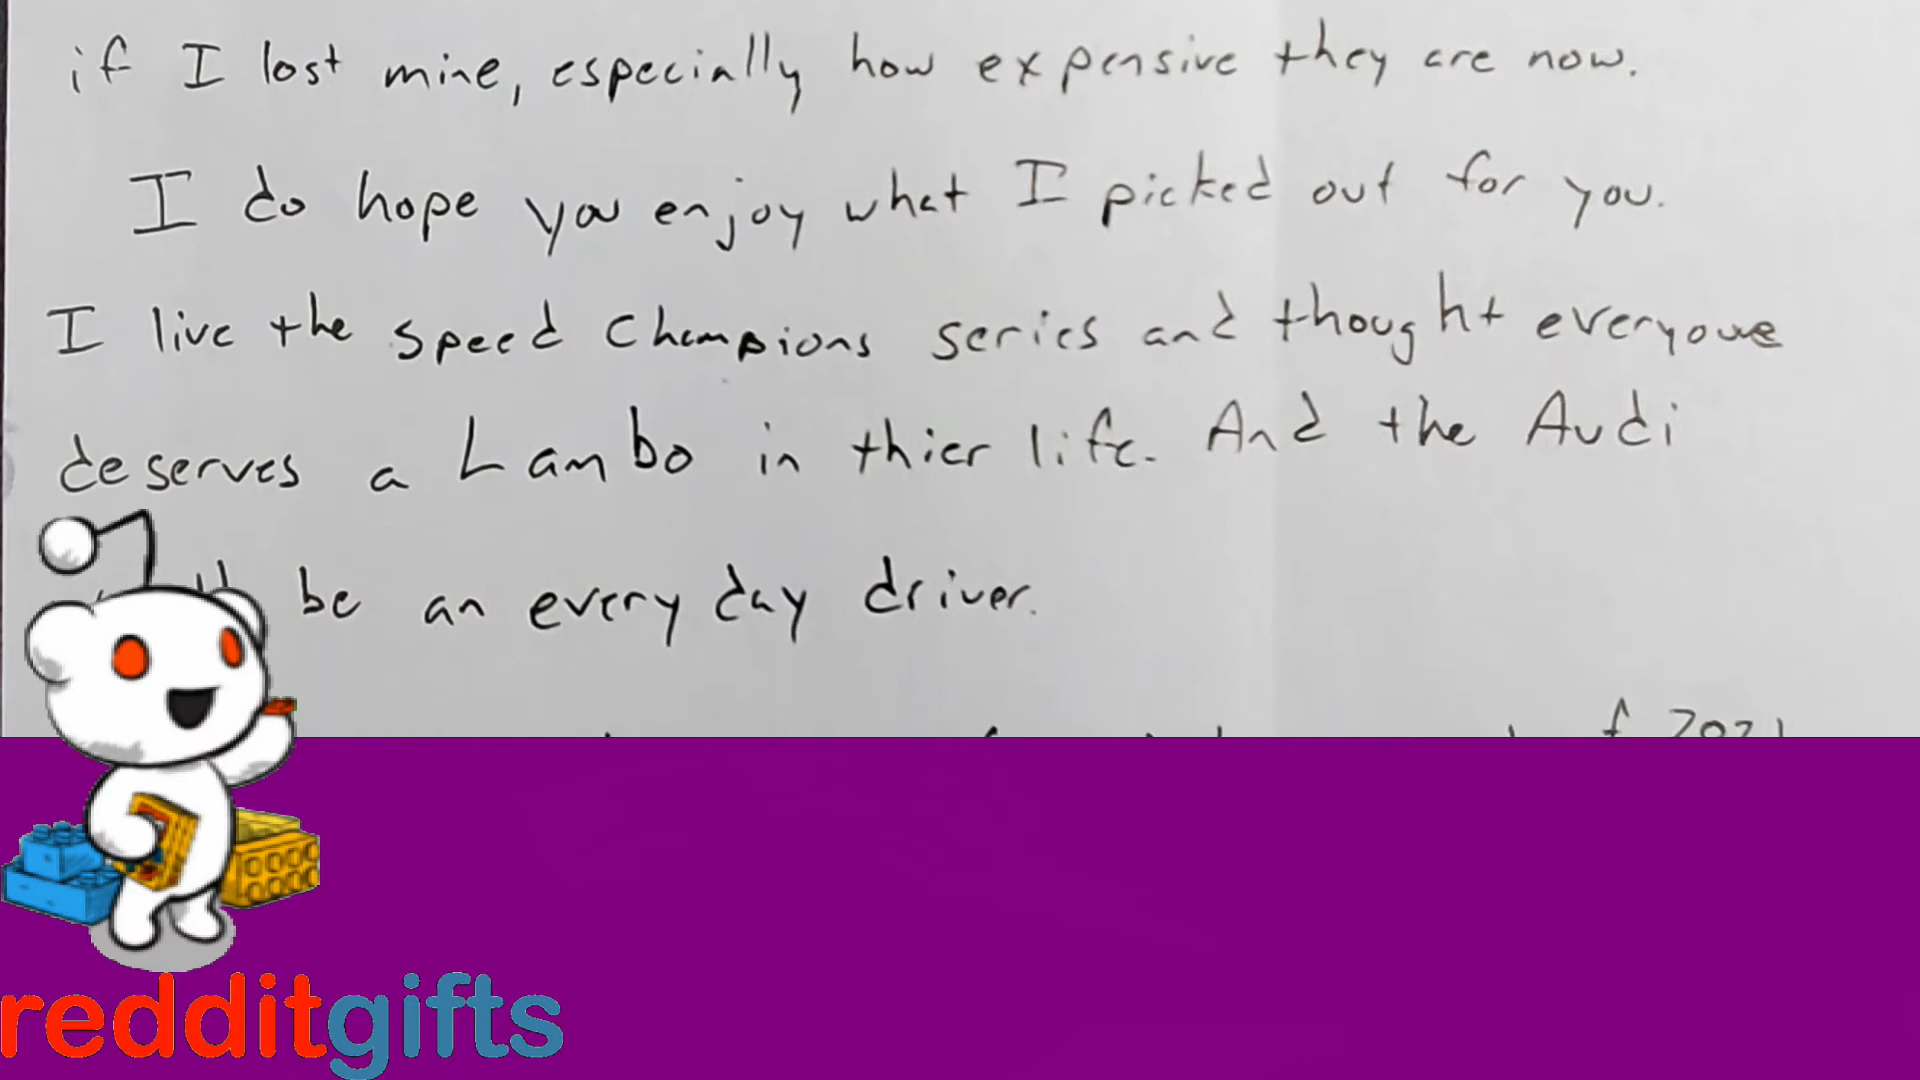 if I lost mine, especially how expensive they are now.
I do hope you enjoy what I picked out for you.
I live the Speed Champions series and thought everyone
deserves a Lambo in thier life. And the Audi
be an every day driver.
f 2021
redditgifts